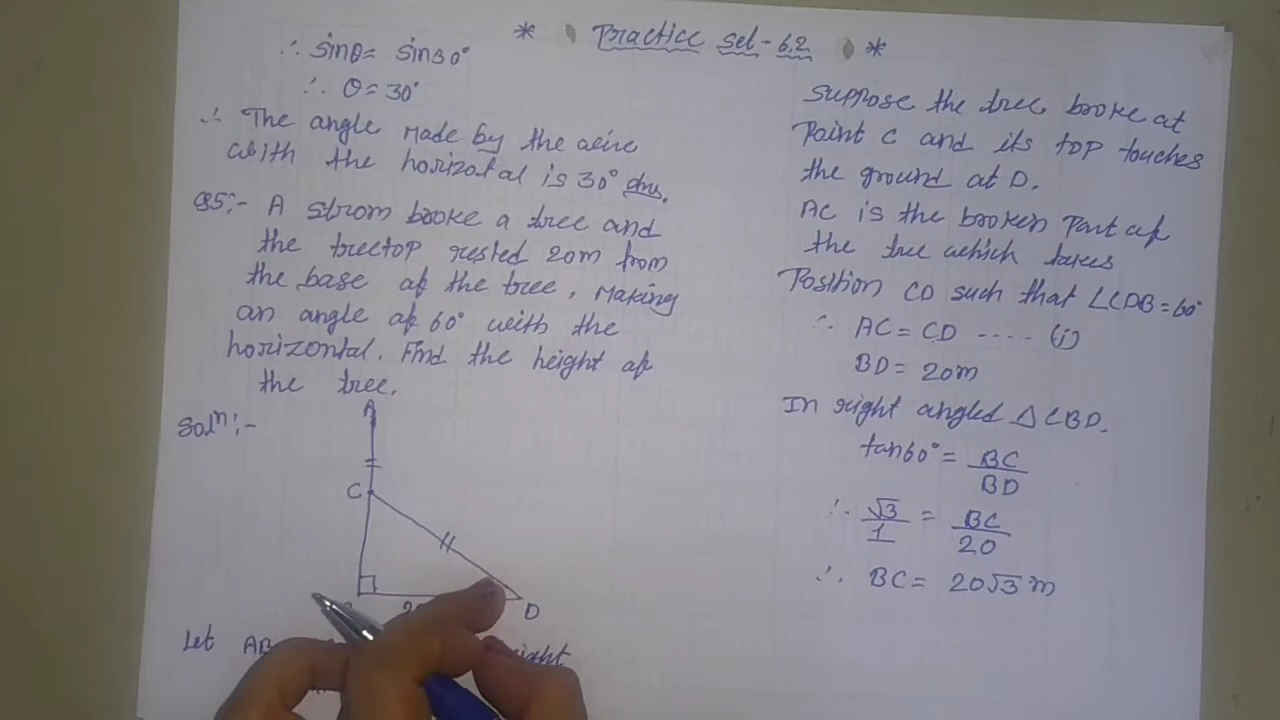 * Practice Set-6.2 *
∴ sinθ = sin30°
∴ θ = 30°
∴ The angle made by the wire
with the horizotal is 30° Ans.
Q5:- A strom broke a tree and
the treetop rested 20m from
the base of the tree, making
an angle of 60° with the
horizontal. Find the height of
the tree.
Soln:-
A
C
D
Let AB
Suppose the tree broke at
Point C and its top touches
the ground at D.
AC is the broken Part of
the tree which takes
Position CD such that ∠CDB = 60°
∴ AC = CD ---- (i)
BD = 20m
In right angled △CBD.
tan60° = BC
BD
∴ √3 = BC
1 20
∴ BC = 20√3 m